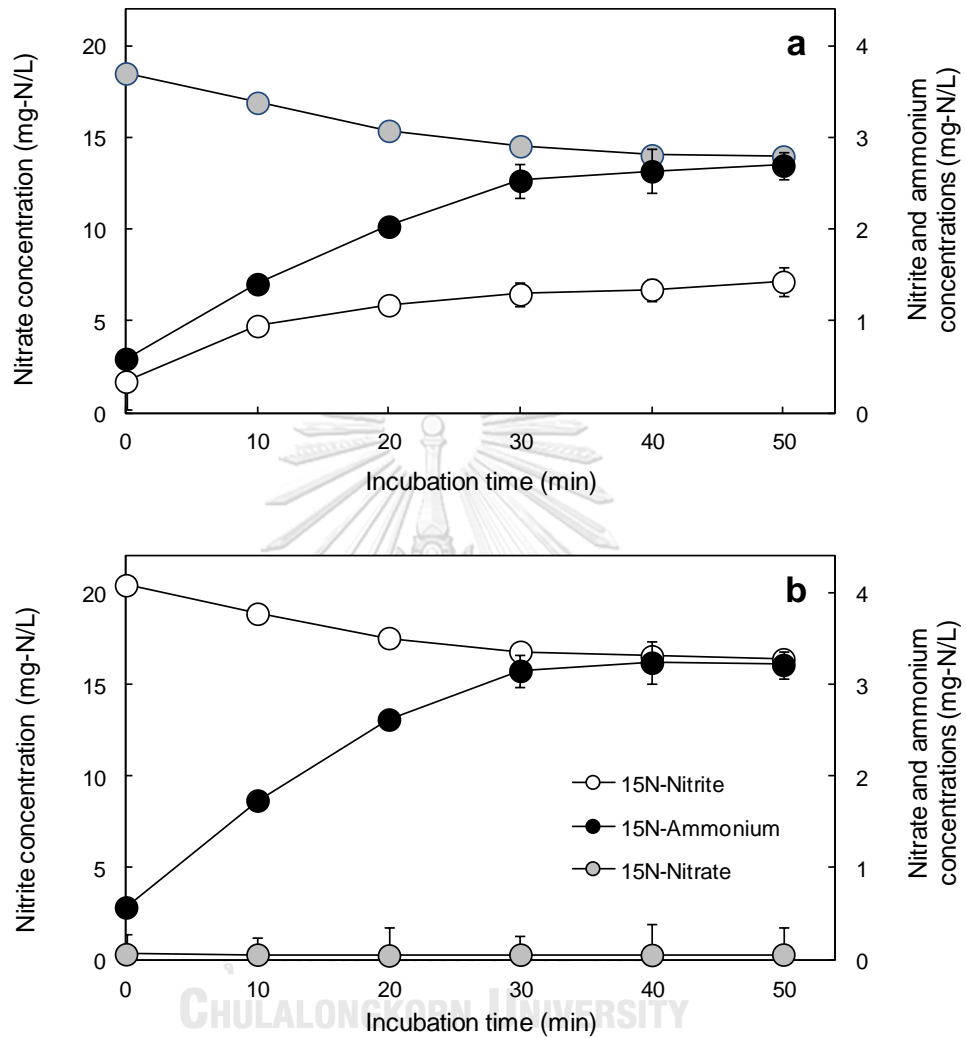 a
Nitrate concentration (mg-N/L)
20
15
10
5
0
4
3
2
1
0
Nitrite and ammonium
concentrations (mg-N/L)
0 10 20 30 40 50
Incubation time (min)
b
Nitrite concentration (mg-N/L)
20
15
10
5
0
4
3
2
1
0
Nitrate and ammonium
concentrations (mg-N/L)
15N-Nitrite
15N-Ammonium
15N-Nitrate
0 10 20 30 40 50
CHULALONGKORN UNIVERSITY
Incubation time (min)